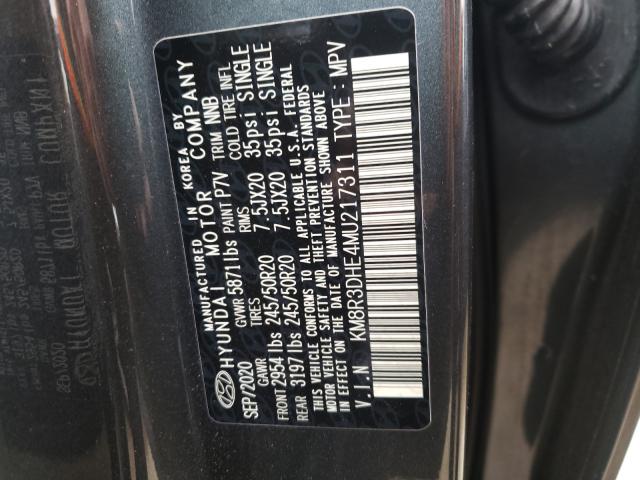 MANUFACTURED IN KOREA BY
HYUNDAI MOTOR COMPANY
SEP/2020 GVWR 5871lbs PAINT P7V TRIM NNB
GAWR TIRES RIMS COLD TIRE INFL
FRONT 2954 lbs 245/50R20 7.5JX20 35psi SINGLE
REAR 3197 lbs 245/50R20 7.5JX20 35psi SINGLE
THIS VEHICLE CONFORMS TO ALL APPLICABLE U.S.A. FEDERAL
MOTOR VEHICLE SAFETY AND THEFT PREVENTION STANDARDS
IN EFFECT ON THE DATE OF MANUFACTURE SHOWN ABOVE
V.I.N KM8R3DHE4MU217311 TYPE : MPV